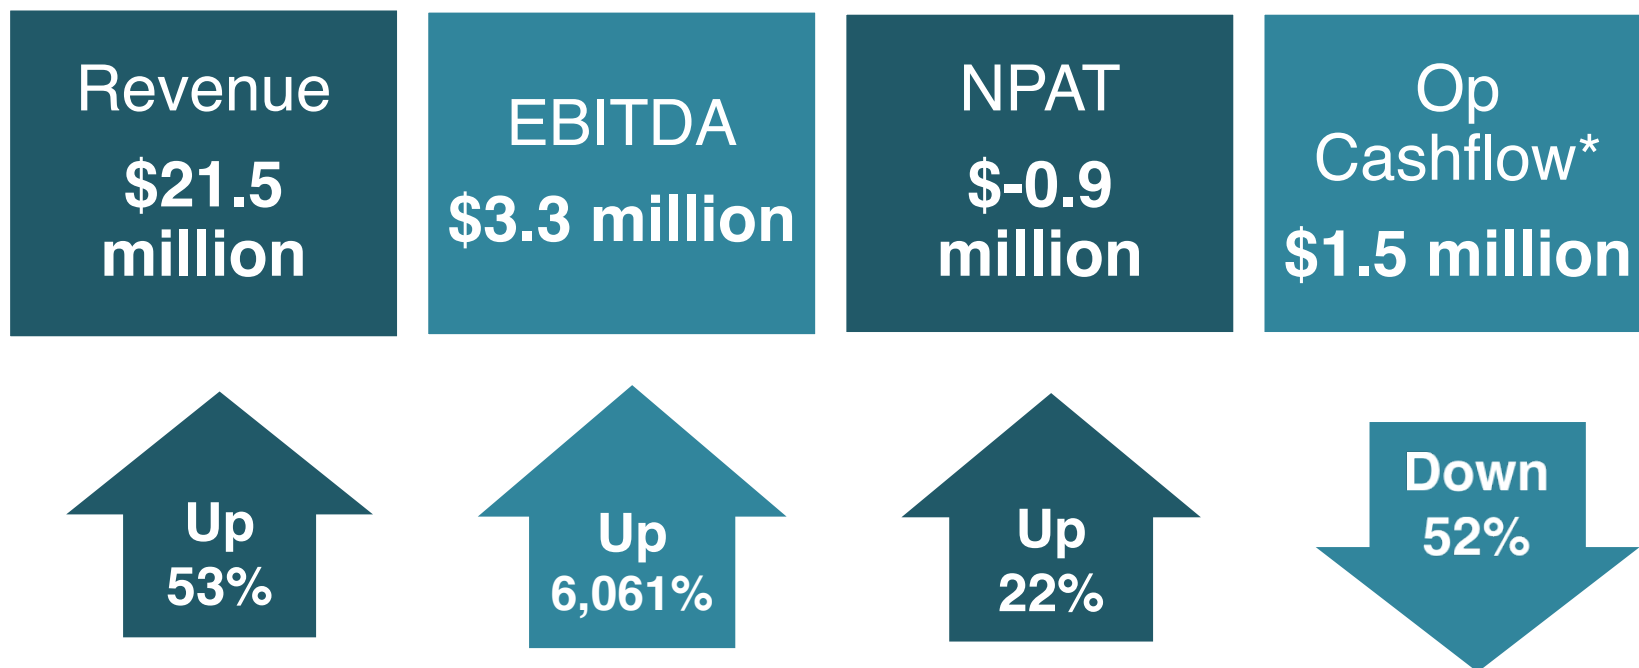 Revenue
$21.5
million
EBITDA
$3.3 million
NPAT
$-0.9
million
Op
Cashflow*
$1.5 million
Up
53%
Up
6,061%
Up
22%
Down
52%